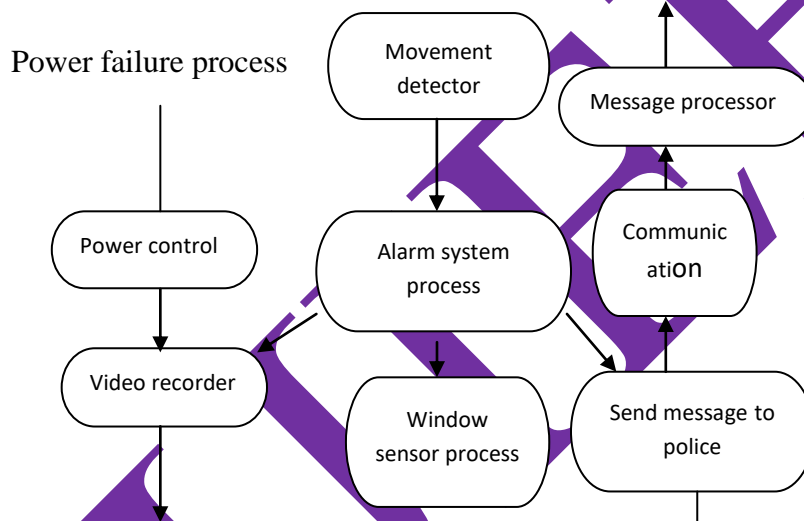 Power failure process
Movement
detector
Message processor
Power control
Alarm system
process
Communic
ation
Video recorder
Window
sensor process
Send message to
police